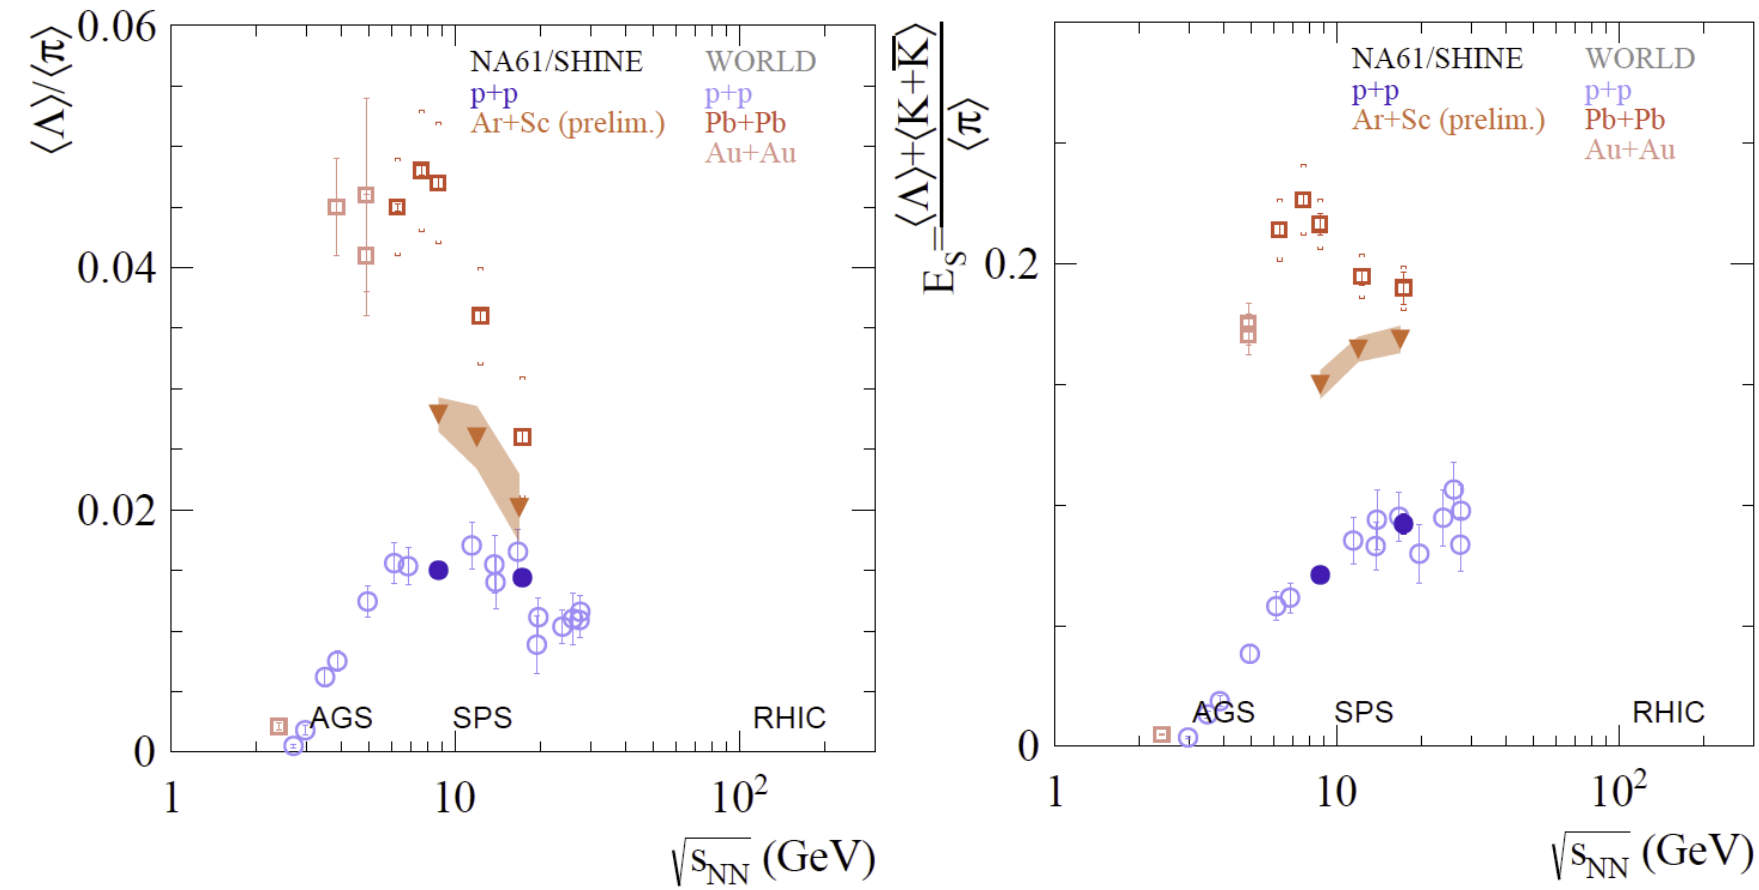 ⟨Λ⟩/⟨π⟩
0.06
0.04
0.02
0
NA61/SHINE WORLD
p+p p+p
Ar+Sc (prelim.) Pb+Pb
Au+Au
AGS SPS RHIC
1 10 10²
√sNN (GeV)
ES=⟨Λ⟩+⟨K+K̅⟩
⟨π⟩
0.2
0
NA61/SHINE WORLD
p+p p+p
Ar+Sc (prelim.) Pb+Pb
Au+Au
AGS SPS RHIC
1 10 10²
√sNN (GeV)